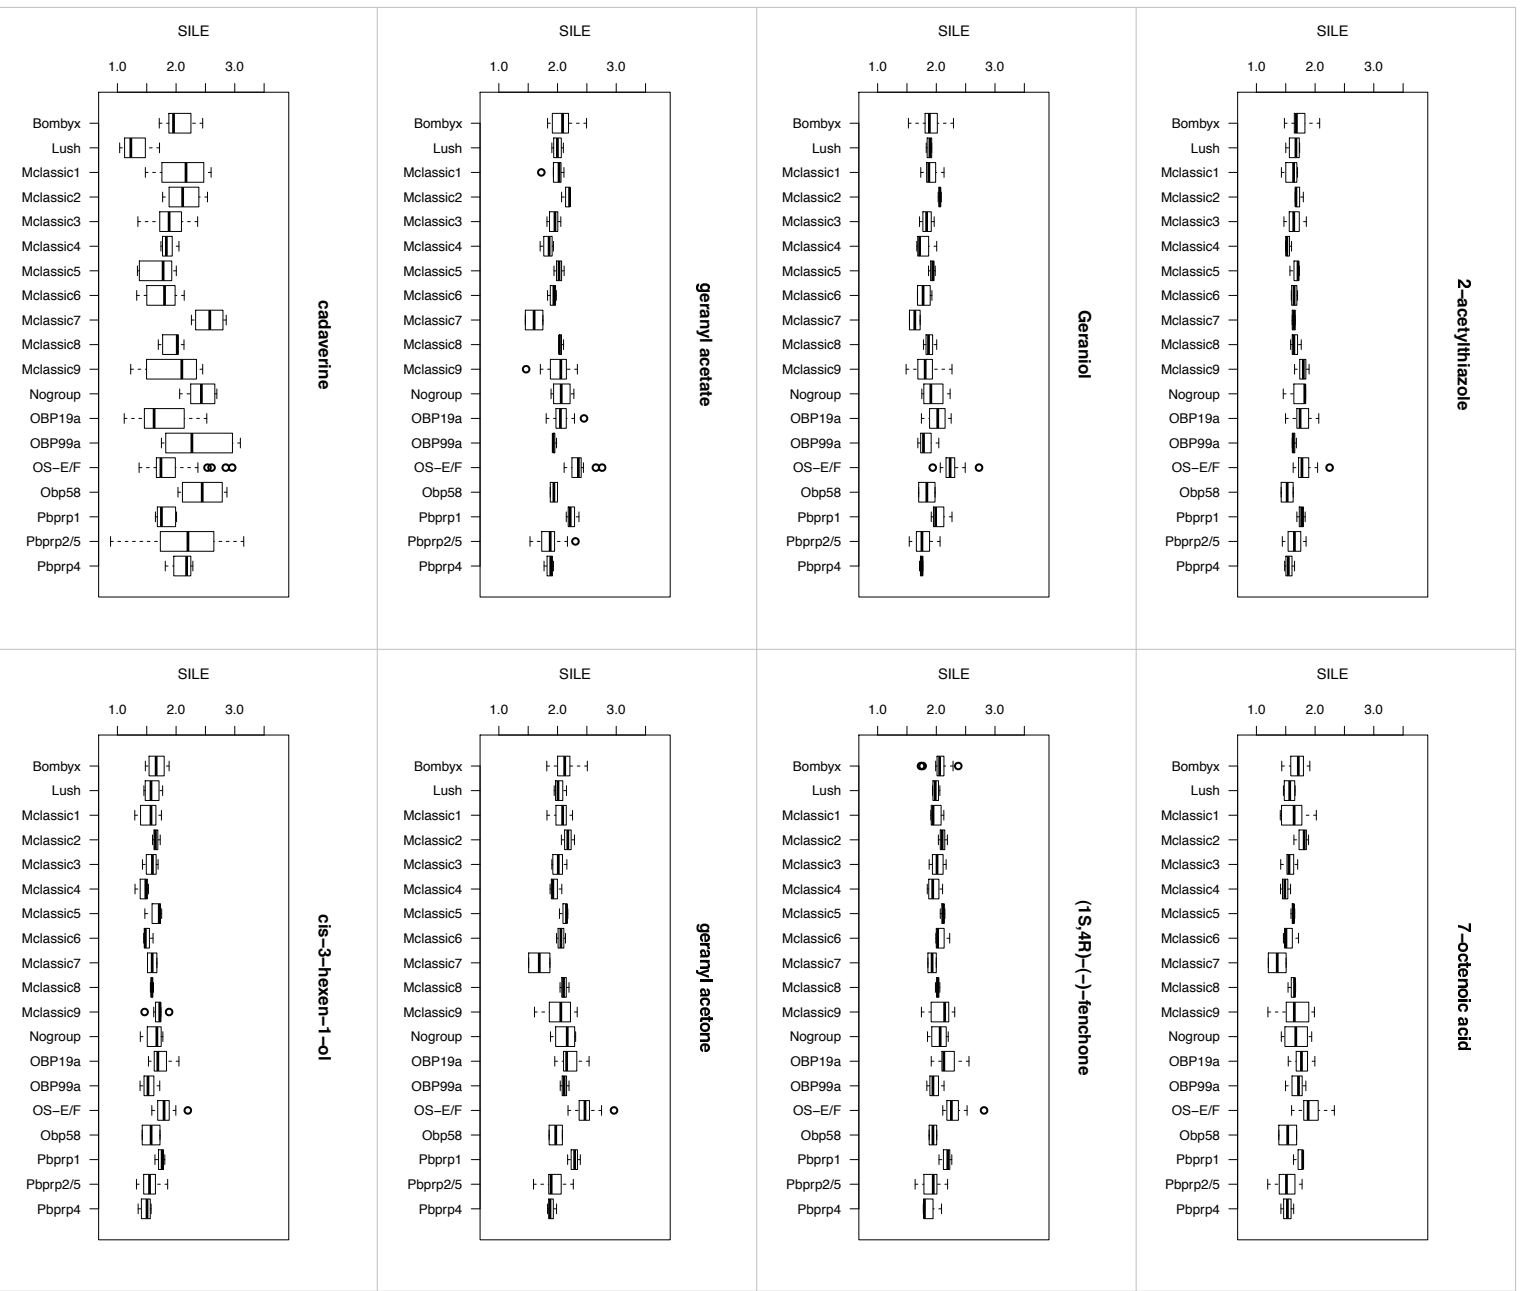 SILE
1.0 2.0 3.0
Bombyx
Lush
Mclassic1
Mclassic2
Mclassic3
Mclassic4
Mclassic5
Mclassic6
Mclassic7
Mclassic8
Mclassic9
Nogroup
OBP19a
OBP99a
OS−E/F
Obp58
Pbprp1
Pbprp2/5
Pbprp4
cadaverine
SILE
1.0 2.0 3.0
Bombyx
Lush
Mclassic1
Mclassic2
Mclassic3
Mclassic4
Mclassic5
Mclassic6
Mclassic7
Mclassic8
Mclassic9
Nogroup
OBP19a
OBP99a
OS−E/F
Obp58
Pbprp1
Pbprp2/5
Pbprp4
geranyl acetate
SILE
1.0 2.0 3.0
Bombyx
Lush
Mclassic1
Mclassic2
Mclassic3
Mclassic4
Mclassic5
Mclassic6
Mclassic7
Mclassic8
Mclassic9
Nogroup
OBP19a
OBP99a
OS−E/F
Obp58
Pbprp1
Pbprp2/5
Pbprp4
Geraniol
SILE
1.0 2.0 3.0
Bombyx
Lush
Mclassic1
Mclassic2
Mclassic3
Mclassic4
Mclassic5
Mclassic6
Mclassic7
Mclassic8
Mclassic9
Nogroup
OBP19a
OBP99a
OS−E/F
Obp58
Pbprp1
Pbprp2/5
Pbprp4
2−acetylthiazole
SILE
1.0 2.0 3.0
Bombyx
Lush
Mclassic1
Mclassic2
Mclassic3
Mclassic4
Mclassic5
Mclassic6
Mclassic7
Mclassic8
Mclassic9
Nogroup
OBP19a
OBP99a
OS−E/F
Obp58
Pbprp1
Pbprp2/5
Pbprp4
cis−3−hexen−1−ol
SILE
1.0 2.0 3.0
Bombyx
Lush
Mclassic1
Mclassic2
Mclassic3
Mclassic4
Mclassic5
Mclassic6
Mclassic7
Mclassic8
Mclassic9
Nogroup
OBP19a
OBP99a
OS−E/F
Obp58
Pbprp1
Pbprp2/5
Pbprp4
geranyl acetone
SILE
1.0 2.0 3.0
Bombyx
Lush
Mclassic1
Mclassic2
Mclassic3
Mclassic4
Mclassic5
Mclassic6
Mclassic7
Mclassic8
Mclassic9
Nogroup
OBP19a
OBP99a
OS−E/F
Obp58
Pbprp1
Pbprp2/5
Pbprp4
(1S,4R)−(−)−fenchone
SILE
1.0 2.0 3.0
Bombyx
Lush
Mclassic1
Mclassic2
Mclassic3
Mclassic4
Mclassic5
Mclassic6
Mclassic7
Mclassic8
Mclassic9
Nogroup
OBP19a
OBP99a
OS−E/F
Obp58
Pbprp1
Pbprp2/5
Pbprp4
7−octenoic acid